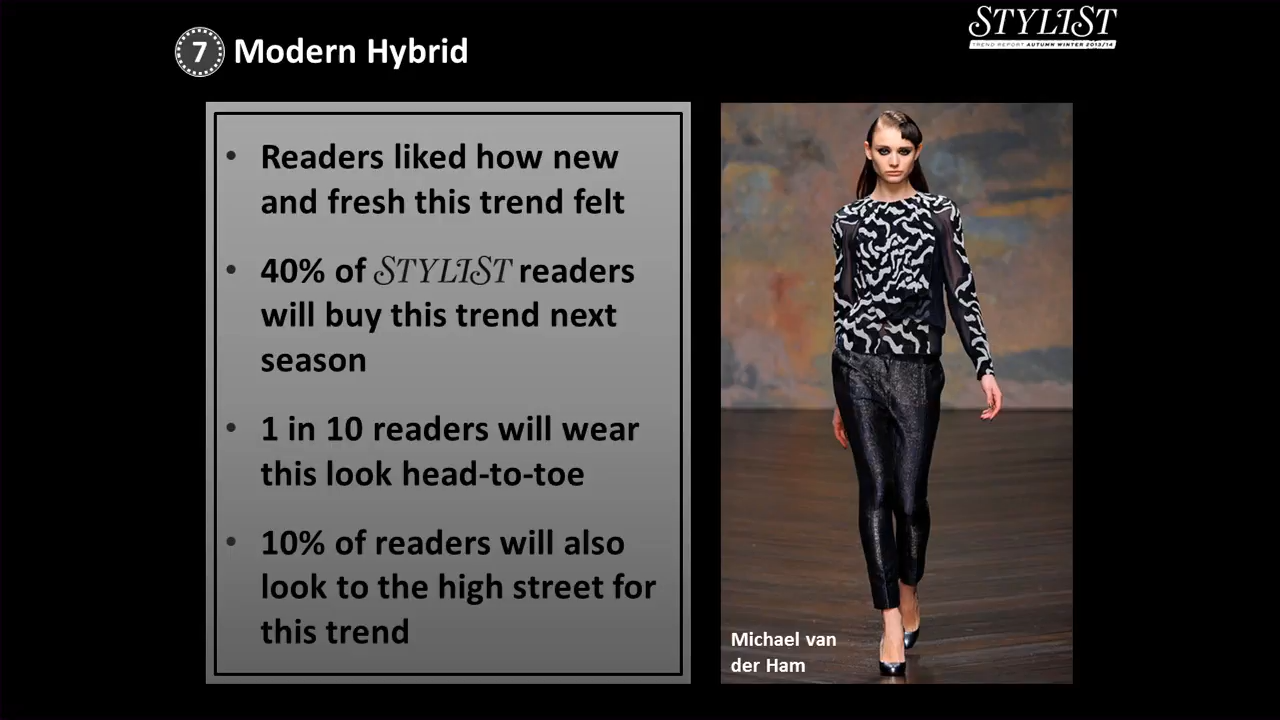 7 Modern Hybrid
STYLIST
TREND REPORT AUTUMN WINTER 2013/14
• Readers liked how new
and fresh this trend felt
• 40% of STYLIST readers
will buy this trend next
season
• 1 in 10 readers will wear
this look head-to-toe
• 10% of readers will also
look to the high street for
this trend
Michael van
der Ham